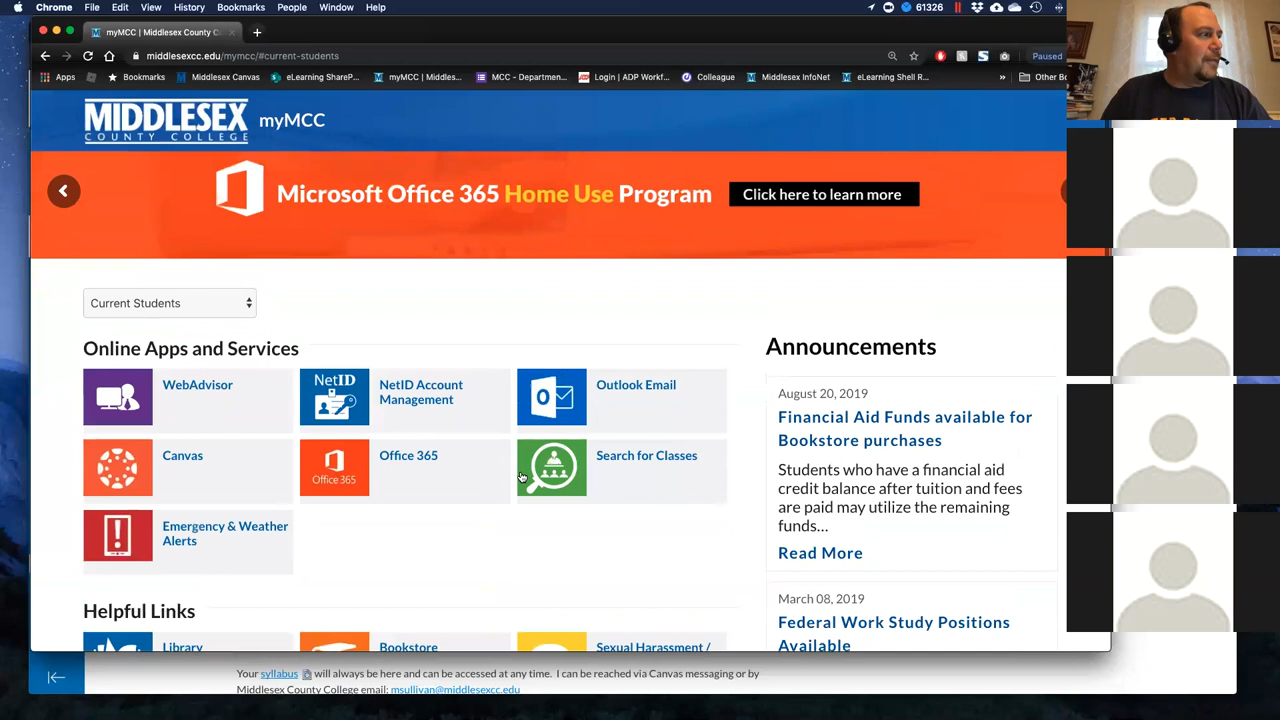 Chrome File Edit View History Bookmarks People Window Help 61326
myMCC | Middlesex County C
middlesexcc.edu/mymcc/#current-students Paused
Apps Bookmarks Middlesex Canvas eLearning ShareP... myMCC | Middles... MCC - Departmen... Login | ADP Workf... Colleague Middlesex InfoNet eLearning Shell R... » Other Bo
MIDDLESEX
COUNTY COLLEGE
myMCC
Microsoft Office 365 Home Use Program Click here to learn more
Current Students
Online Apps and Services
WebAdvisor
NetID
NetID Account
Management
Outlook Email
Canvas
Office 365
Office 365
Search for Classes
Emergency & Weather
Alerts
Helpful Links
Library
Bookstore
Sexual Harassment /
Announcements
August 20, 2019
Financial Aid Funds available for
Bookstore purchases
Students who have a financial aid
credit balance after tuition and fees
are paid may utilize the remaining
funds...
Read More
March 08, 2019
Federal Work Study Positions
Available
Your syllabus will always be here and can be accessed at any time. I can be reached via Canvas messaging or by
Middlesex County College email: msullivan@middlesexcc.edu